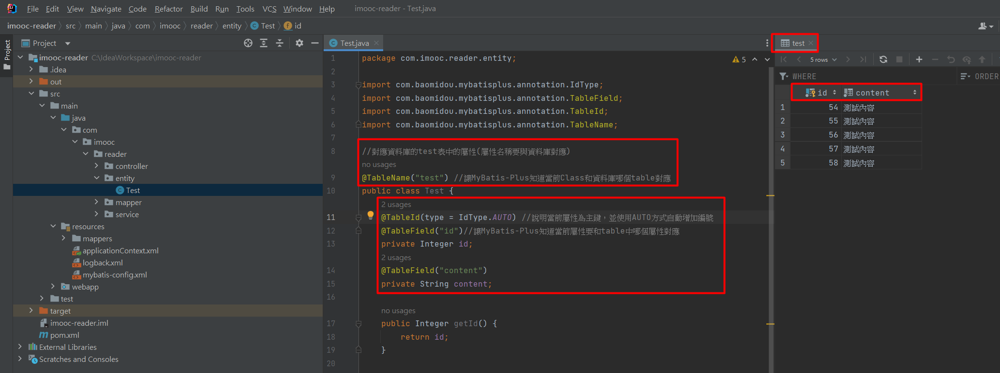 File Edit View Navigate Code Refactor Build Run Tools VCS Window Help imooc-reader - Test.java
imooc-reader src main java com imooc reader entity Test id
Project
Project
imooc-reader C:\IdeaWorkspace\imooc-reader
.idea
out
src
main
java
com
imooc
reader
controller
entity
Test
mapper
service
resources
mappers
applicationContext.xml
logback.xml
mybatis-config.xml
webapp
test
target
imooc-reader.iml
pom.xml
External Libraries
Scratches and Consoles
Test.java
5
1 package com.imooc.reader.entity;
2
3 import com.baomidou.mybatisplus.annotation.IdType;
4 import com.baomidou.mybatisplus.annotation.TableField;
5 import com.baomidou.mybatisplus.annotation.TableId;
6 import com.baomidou.mybatisplus.annotation.TableName;
7
8 //對應資料庫的test表中的屬性(屬性名稱要與資料庫對應)
no usages
9 @TableName("test") //讓MyBatis-Plus知道當前Class和資料庫哪個table對應
10 public class Test {
2 usages
11 @TableId(type = IdType.AUTO) //說明當前屬性為主鍵，並使用AUTO方式自動增加編號
12 @TableField("id")//讓MyBatis-Plus知道當前屬性要和table中哪個屬性對應
13 private Integer id;
2 usages
14 @TableField("content")
15 private String content;
16
no usages
17 public Integer getId() {
18 return id;
19 }
20
test
5 rows
WHERE ORDER
id content
1 54 測試內容
2 55 測試內容
3 56 測試內容
4 57 測試內容
5 58 測試內容